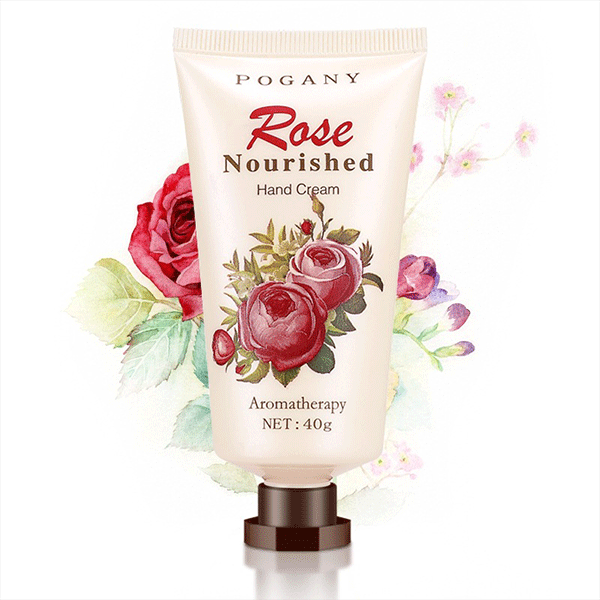 POGANY
Rose
Nourished
Hand Cream
Aromatherapy
NET : 40g